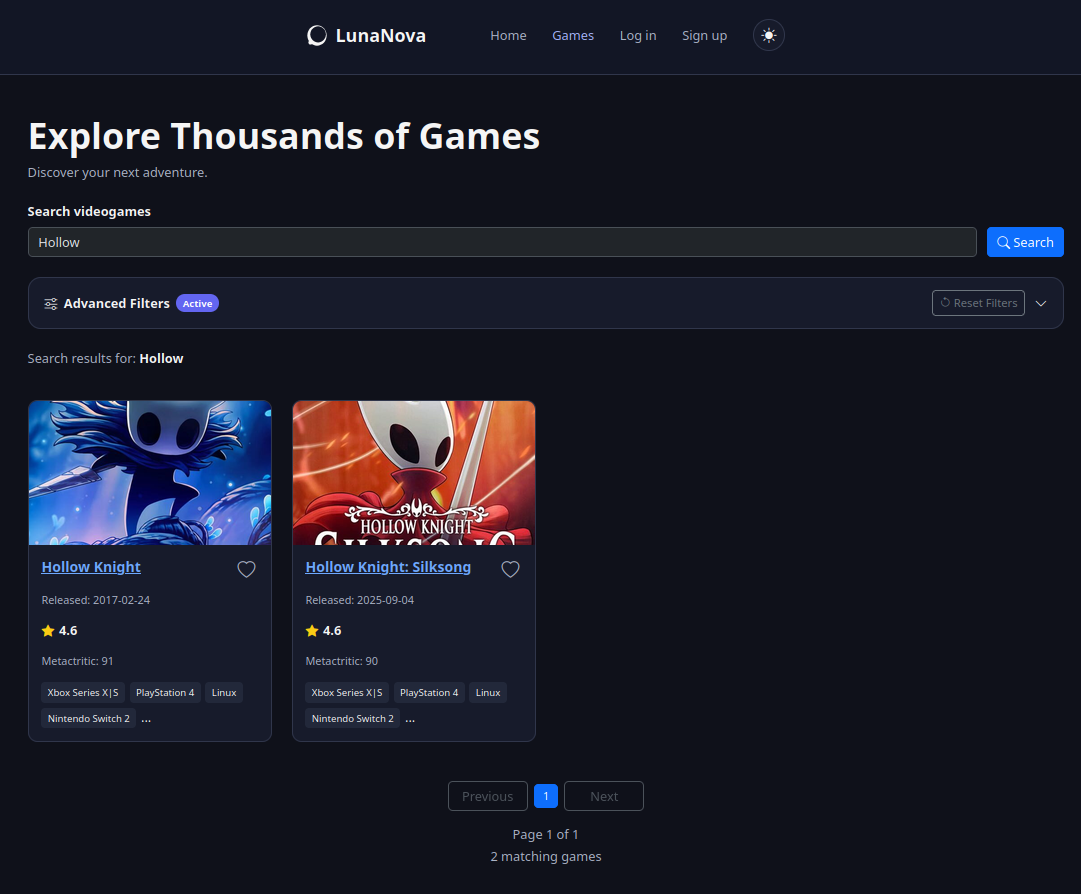 LunaNova
Home Games Log in Sign up
Explore Thousands of Games
Discover your next adventure.
Search videogames
Hollow
Search
Advanced Filters Active
Reset Filters
Search results for: Hollow
HOLLOW KNIGHT
SILKSONG
Hollow Knight
Released: 2017-02-24
4.6
Metactritic: 91
Xbox Series X|S PlayStation 4 Linux
Nintendo Switch 2 ...
Hollow Knight: Silksong
Released: 2025-09-04
4.6
Metactritic: 90
Xbox Series X|S PlayStation 4 Linux
Nintendo Switch 2 ...
Previous 1 Next
Page 1 of 1
2 matching games